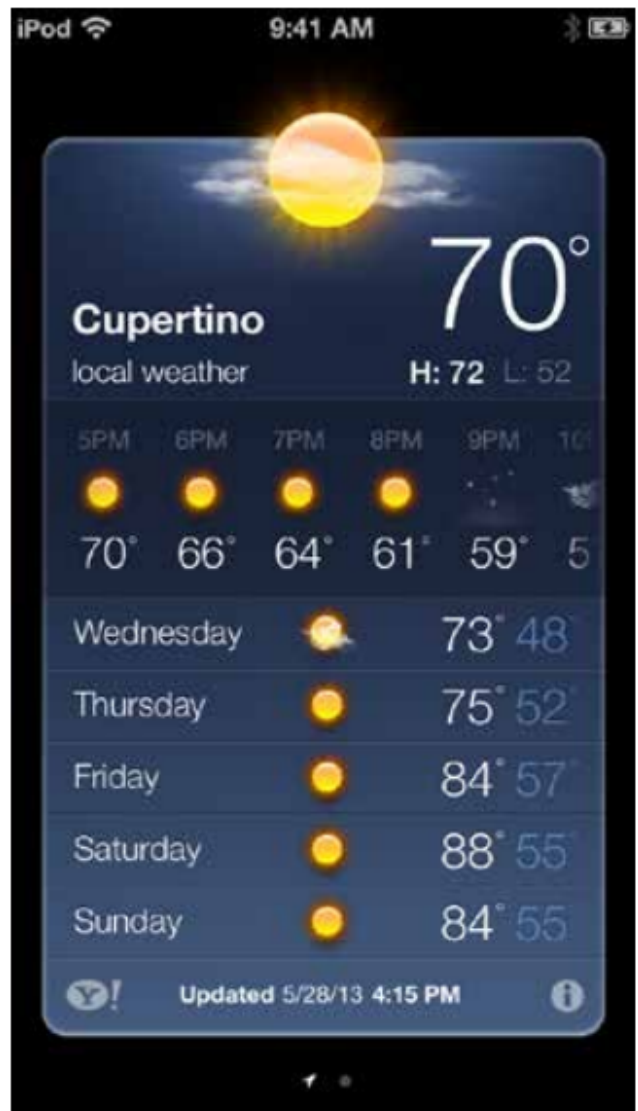 iPod 9:41 AM
70°
Cupertino
local weather H: 72 L: 52
5PM 6PM 7PM 8PM 9PM
70° 66° 64° 61° 59°
Wednesday 73° 48°
Thursday 75° 52°
Friday 84° 57°
Saturday 88° 55°
Sunday 84° 55°
Y! Updated 5/28/13 4:15 PM i